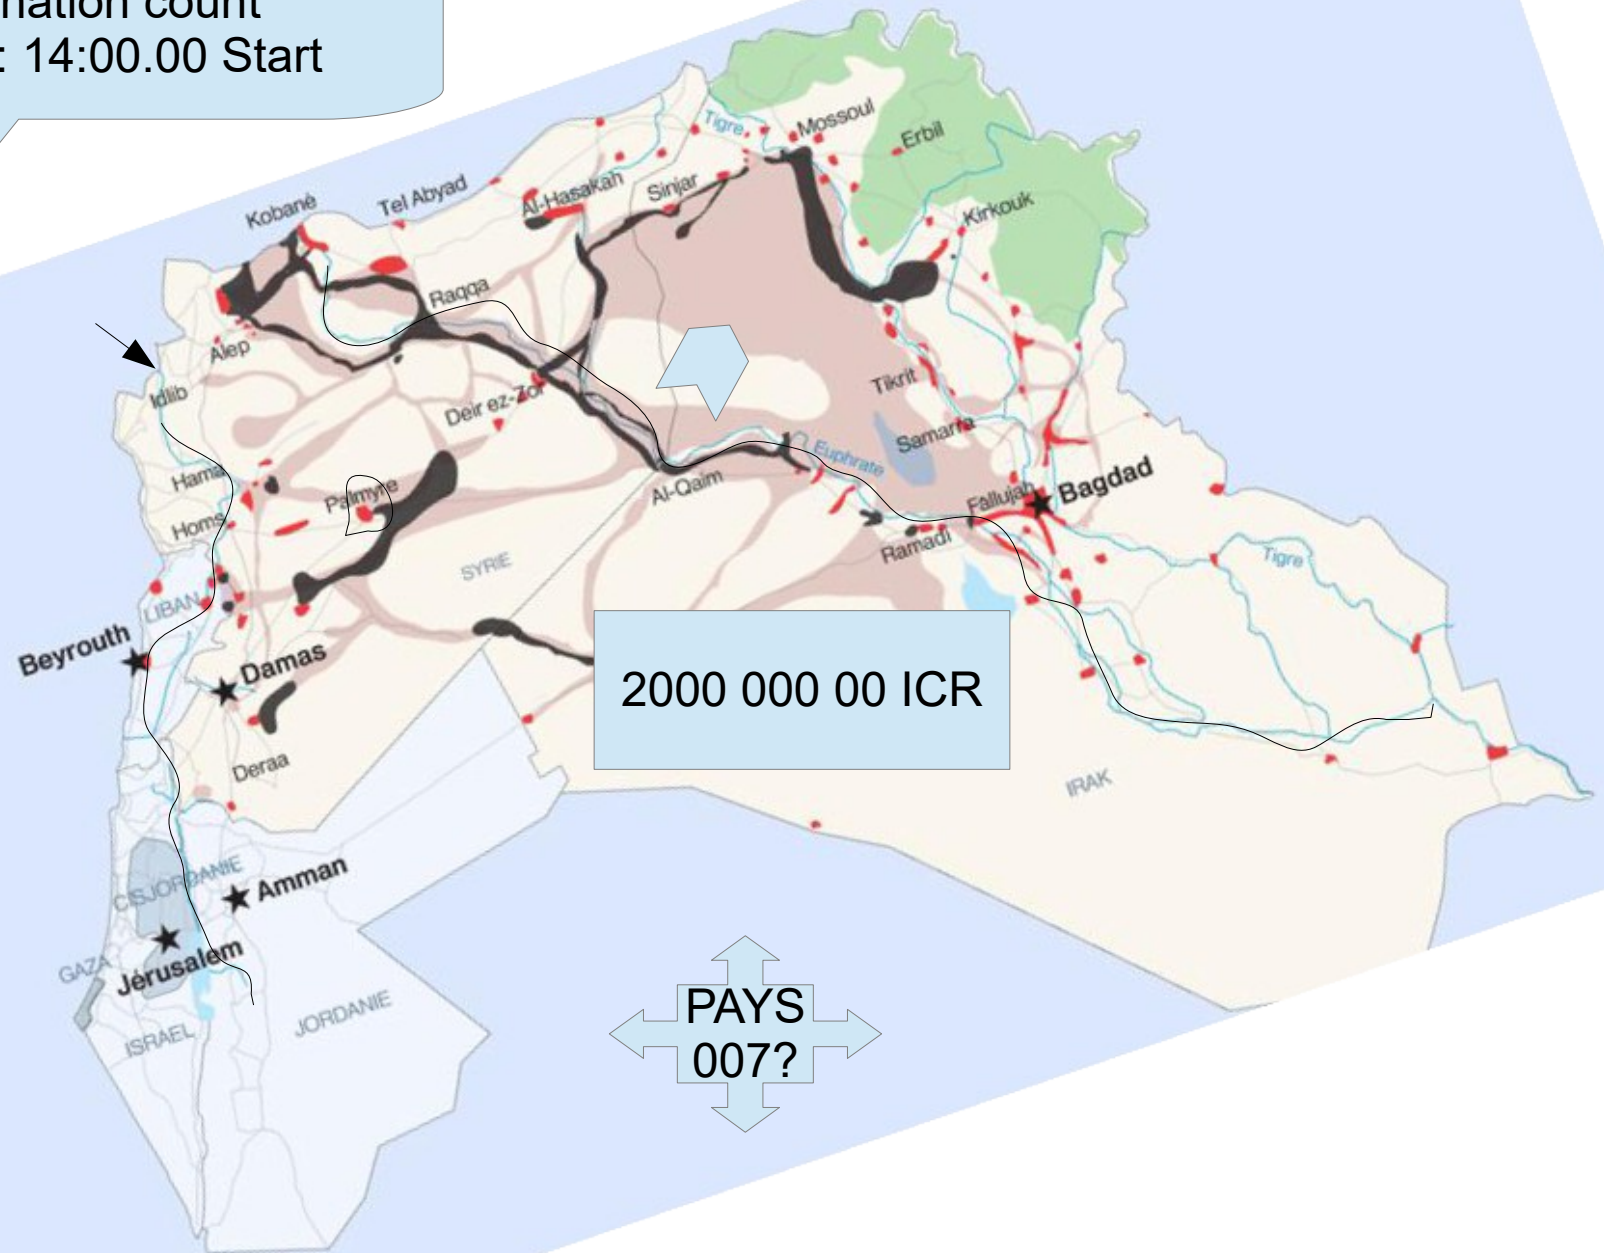 nation count
: 14:00.00 Start
Mossoul
Tigre
Erbil
Kobané
Tel Abyad
Al-Hasakah
Sinjar
Kirkouk
Raqqa
Alep
Idlib
Deir ez-Zor
Tikrit
Samarra
Hama
Palmyre
Al-Qaim
Euphrate
Fallujah
Bagdad
Homs
Ramadi
SYRIE
Tigre
LIBAN
Beyrouth
Damas
2000 000 00 ICR
Deraa
IRAK
CISJORDANIE
Amman
GAZA
Jérusalem
ISRAEL
JORDANIE
PAYS
007?